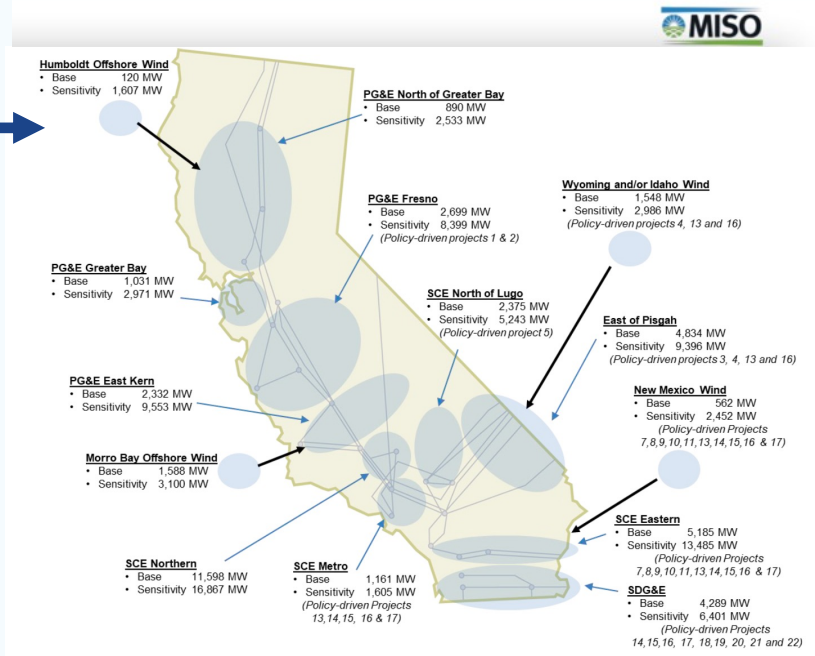 MISO
Humboldt Offshore Wind
• Base 120 MW
• Sensitivity 1,607 MW
PG&E North of Greater Bay
• Base 890 MW
• Sensitivity 2,533 MW
PG&E Fresno
• Base 2,699 MW
• Sensitivity 8,399 MW
(Policy-driven projects 1 & 2)
Wyoming and/or Idaho Wind
• Base 1,548 MW
• Sensitivity 2,986 MW
(Policy-driven projects 4, 13 and 16)
PG&E Greater Bay
• Base 1,031 MW
• Sensitivity 2,971 MW
SCE North of Lugo
• Base 2,375 MW
• Sensitivity 5,243 MW
(Policy-driven project 5)
East of Pisgah
• Base 4,834 MW
• Sensitivity 9,396 MW
(Policy-driven projects 3, 4, 13 and 16)
PG&E East Kern
• Base 2,332 MW
• Sensitivity 9,553 MW
New Mexico Wind
• Base 562 MW
• Sensitivity 2,452 MW
(Policy-driven Projects
7,8,9,10,11,13,14,15,16 & 17)
Morro Bay Offshore Wind
• Base 1,588 MW
• Sensitivity 3,100 MW
SCE Eastern
• Base 5,185 MW
• Sensitivity 13,485 MW
(Policy-driven Projects
7,8,9,10,11,13,14,15,16 & 17)
SCE Northern
• Base 11,598 MW
• Sensitivity 16,867 MW
SCE Metro
• Base 1,161 MW
• Sensitivity 1,605 MW
(Policy-driven Projects
13,14,15, 16 & 17)
SDG&E
• Base 4,289 MW
• Sensitivity 6,401 MW
(Policy-driven Projects
14,15,16, 17, 18,19, 20, 21 and 22)